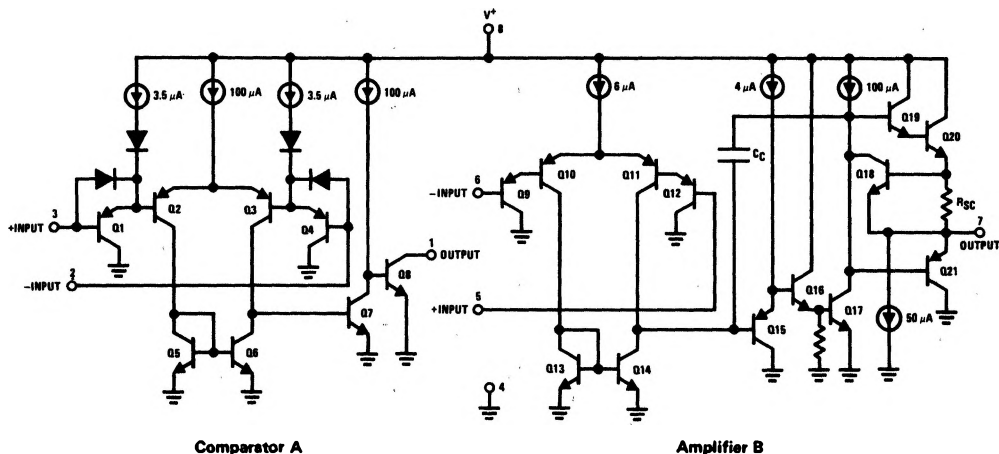 V+
8
3.5 µA
100 µA
3.5 µA
100 µA
6 µA
4 µA
100 µA
Q19
Q20
CC
Q18
RSC
Q10
Q11
6
-INPUT
Q9
Q12
Q2
Q3
3
+INPUT
Q1
Q4
7
OUTPUT
1
OUTPUT
Q8
2
-INPUT
Q16
Q21
5
+INPUT
Q7
Q15
Q17
50 µA
Q5
Q6
Q13
Q14
4
Comparator A
Amplifier B